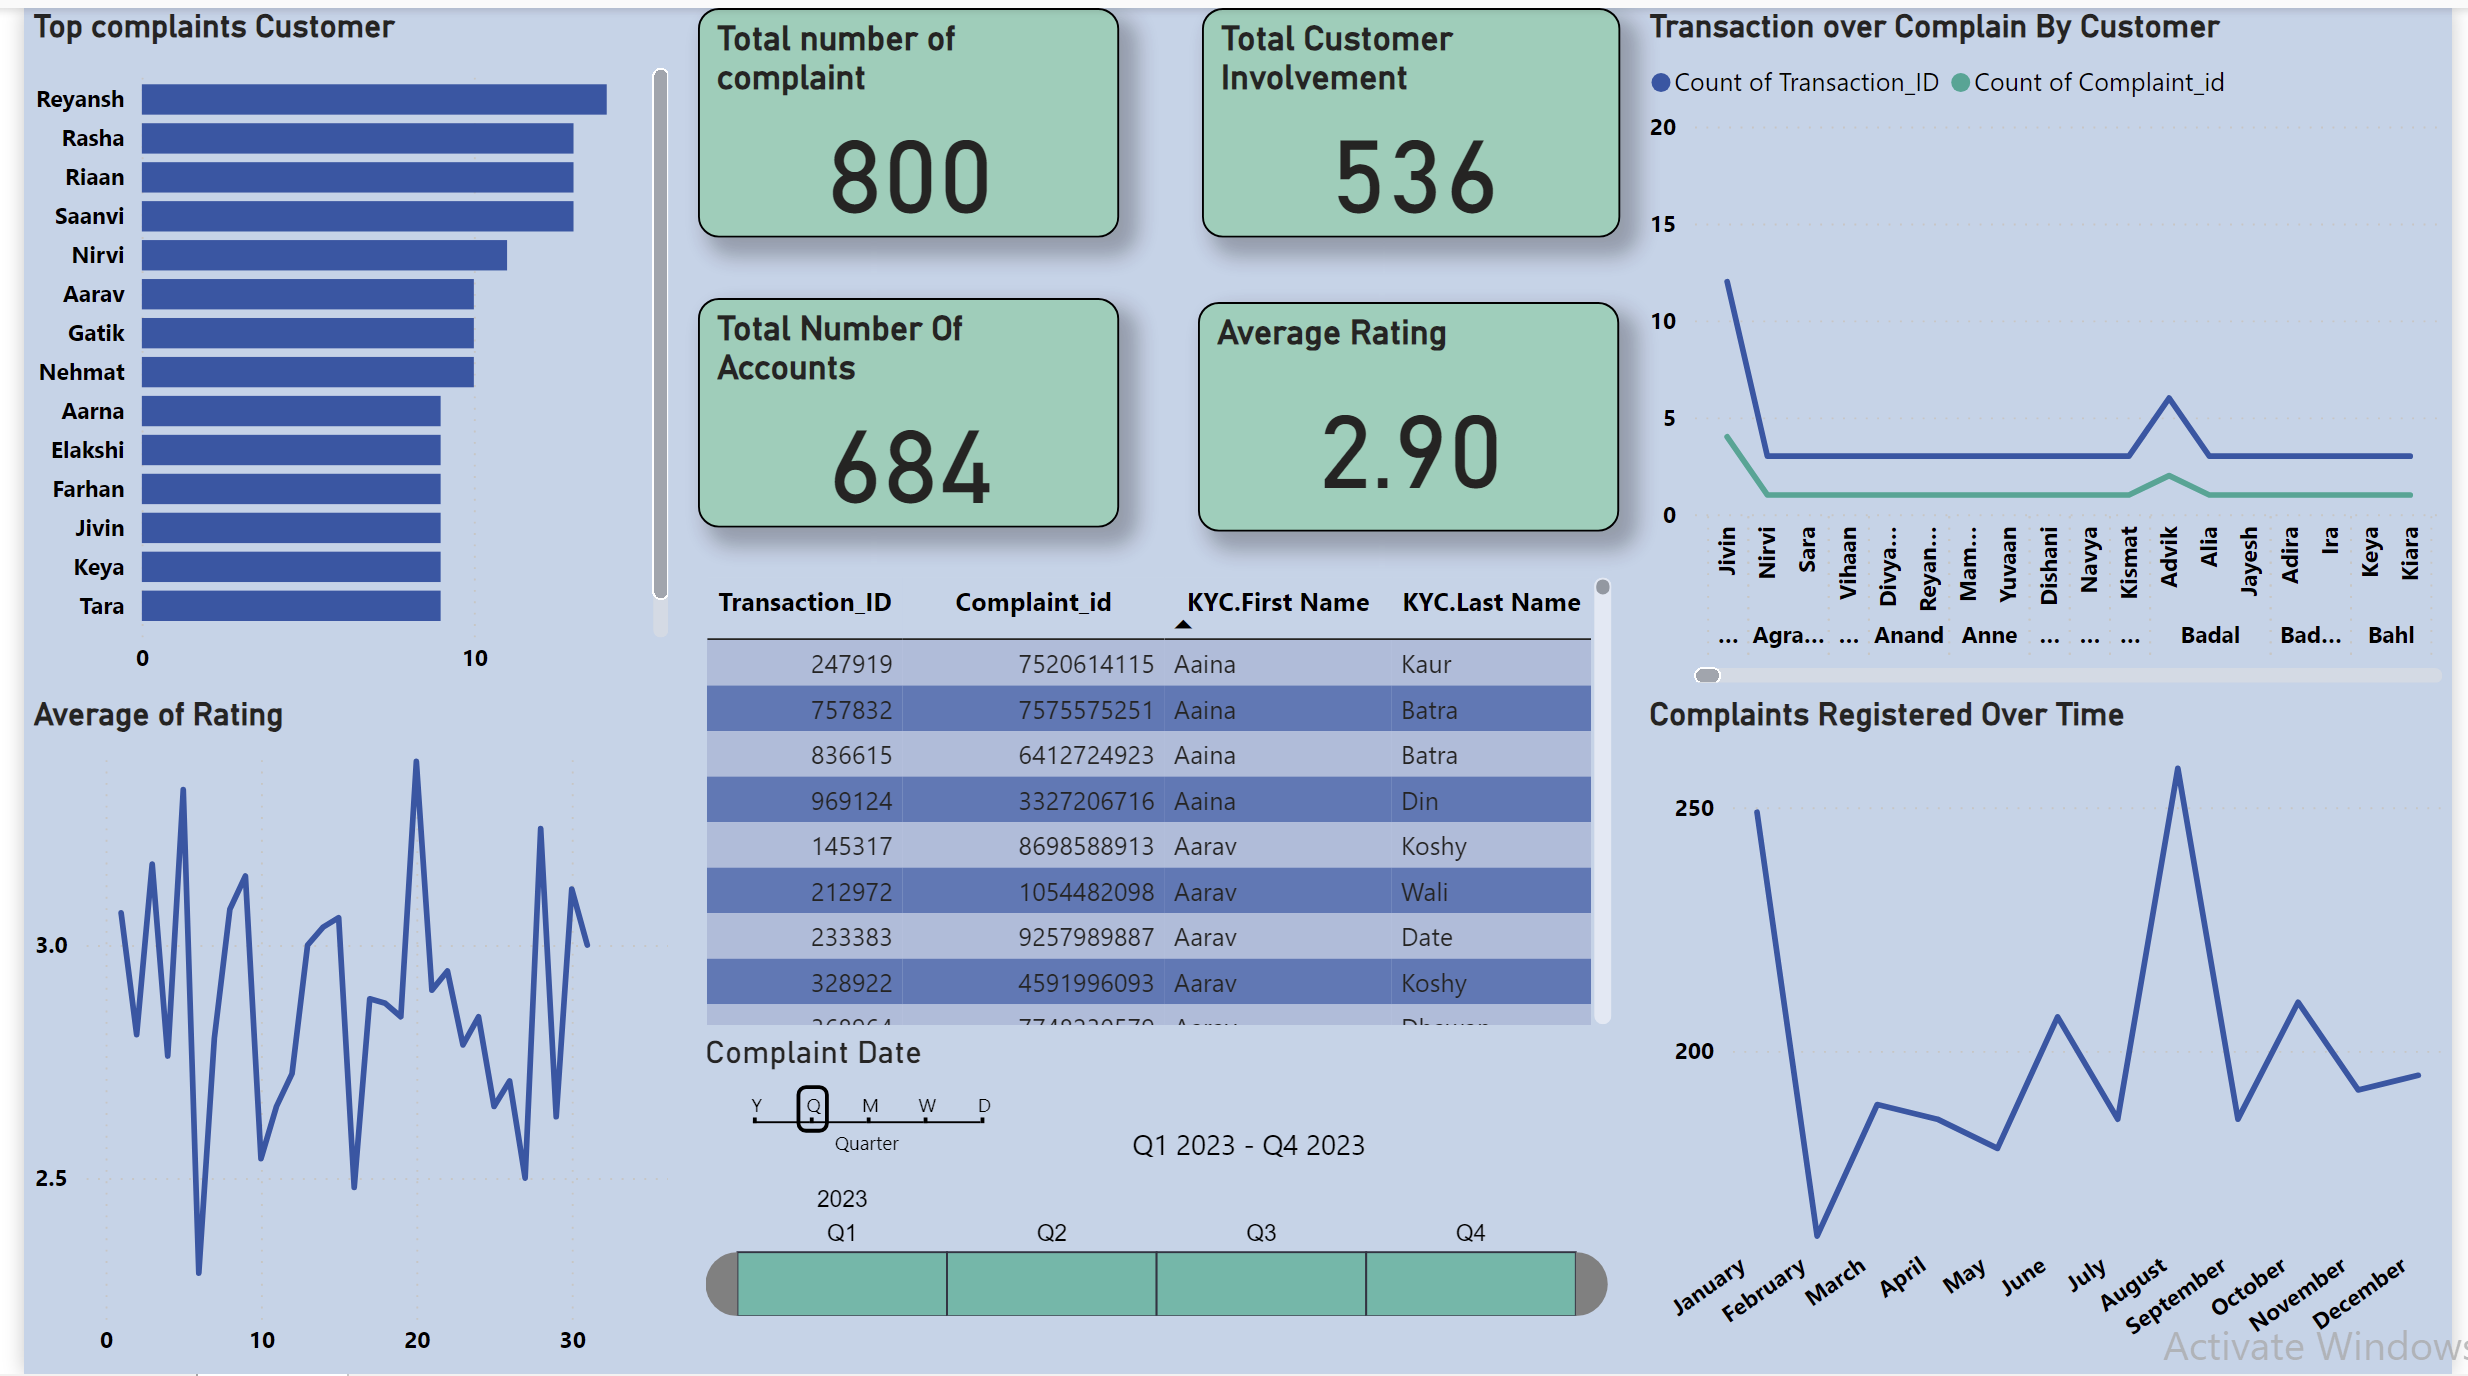 Top complaints Customer
Reyansh
Rasha
Riaan
Saanvi
Nirvi
Aarav
Gatik
Nehmat
Aarna
Elakshi
Farhan
Jivin
Keya
Tara
0 10
Total number of
complaint
800
Total Customer
Involvement
536
Total Number Of
Accounts
684
Average Rating
2.90
Transaction over Complain By Customer
Count of Transaction_ID Count of Complaint_id
20
15
10
5
0
Jivin Nirvi Sara Vihaan Divya... Reyan... Mam... Yuvaan Dishani Navya Kismat Advik Alia Jayesh Adira Ira Keya Kiara
... Agra... ... Anand Anne ... ... ... Badal Bad... Bahl
Transaction_ID Complaint_id KYC.First Name KYC.Last Name
247919 7520614115 Aaina Kaur
757832 7575575251 Aaina Batra
836615 6412724923 Aaina Batra
969124 3327206716 Aaina Din
145317 8698588913 Aarav Koshy
212972 1054482098 Aarav Wali
233383 9257989887 Aarav Date
328922 4591996093 Aarav Koshy
Average of Rating
3.0
2.5
0 10 20 30
Complaint Date
Y Q M W D
Quarter
Q1 2023 - Q4 2023
2023
Q1 Q2 Q3 Q4
Complaints Registered Over Time
250
200
January February March April May June July August September October November December
Activate Windows